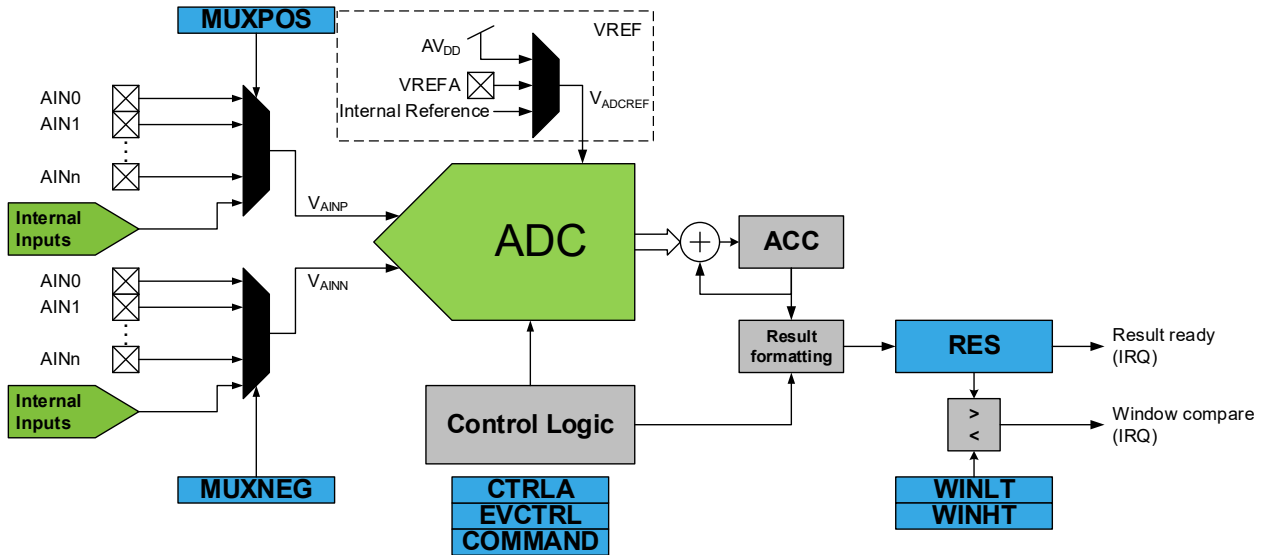 MUXPOS
VREF
AVDD
VREFA
Internal Reference
VADCREF
AIN0
AIN1
AINn
Internal
Inputs
VAINP
ADC
ACC
AIN0
AIN1
AINn
Internal
Inputs
VAINN
Result
formatting
RES
Result ready
(IRQ)
Control Logic
>
<
Window compare
(IRQ)
MUXNEG
CTRLA
EVCTRL
COMMAND
WINLT
WINHT